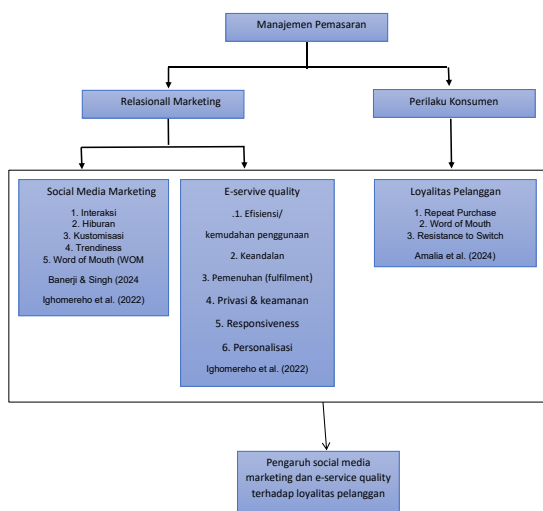 Manajemen Pemasaran
Relasionall Marketing
Perilaku Konsumen
Social Media Marketing
1. Interaksi
2. Hiburan
3. Kustomisasi
4. Trendiness
5. Word of Mouth (WOM
Banerji & Singh (2024
Ighomereho et al. (2022)
E-servive quality
.1. Efisiensi/
kemudahan penggunaan
2. Keandalan
3. Pemenuhan (fulfilment)
4. Privasi & keamanan
5. Responsiveness
6. Personalisasi
Ighomereho et al. (2022)
Loyalitas Pelanggan
1. Repeat Purchase
2. Word of Mouth
3. Resistance to Switch
Amalia et al. (2024)
Pengaruh social media
marketing dan e-service quality
terhadap loyalitas pelanggan